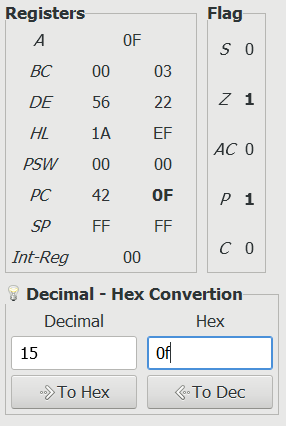 Registers
A 0F
BC 00 03
DE 56 22
HL 1A EF
PSW 00 00
PC 42 0F
SP FF FF
Int-Reg 00
Flag
S 0
Z 1
AC 0
P 1
C 0
Decimal - Hex Convertion
Decimal Hex
15 0f
To Hex To Dec